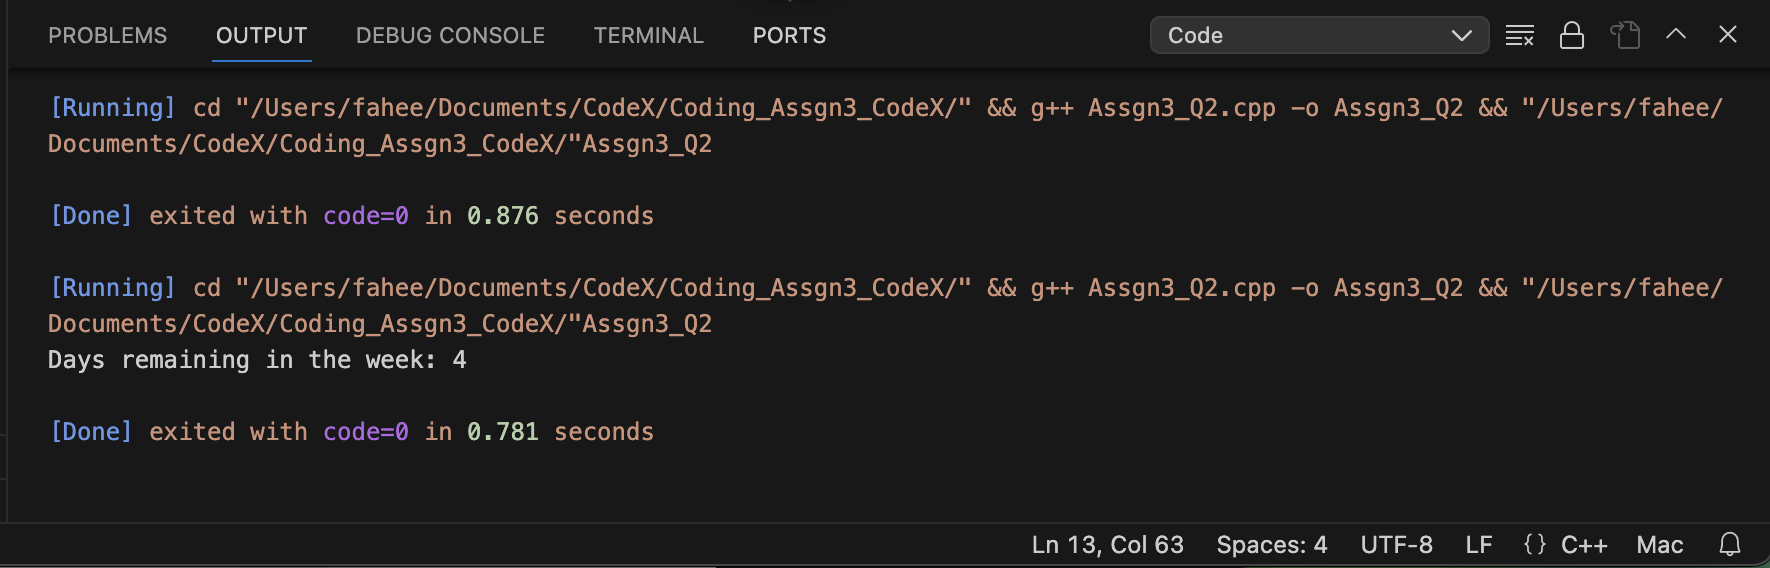 PROBLEMS OUTPUT DEBUG CONSOLE TERMINAL PORTS Code
[Running] cd "/Users/fahee/Documents/CodeX/Coding_Assgn3_CodeX/" && g++ Assgn3_Q2.cpp -o Assgn3_Q2 && "/Users/fahee/
Documents/CodeX/Coding_Assgn3_CodeX/"Assgn3_Q2
[Done] exited with code=0 in 0.876 seconds
[Running] cd "/Users/fahee/Documents/CodeX/Coding_Assgn3_CodeX/" && g++ Assgn3_Q2.cpp -o Assgn3_Q2 && "/Users/fahee/
Documents/CodeX/Coding_Assgn3_CodeX/"Assgn3_Q2
Days remaining in the week: 4
[Done] exited with code=0 in 0.781 seconds
Ln 13, Col 63 Spaces: 4 UTF-8 LF {} C++ Mac